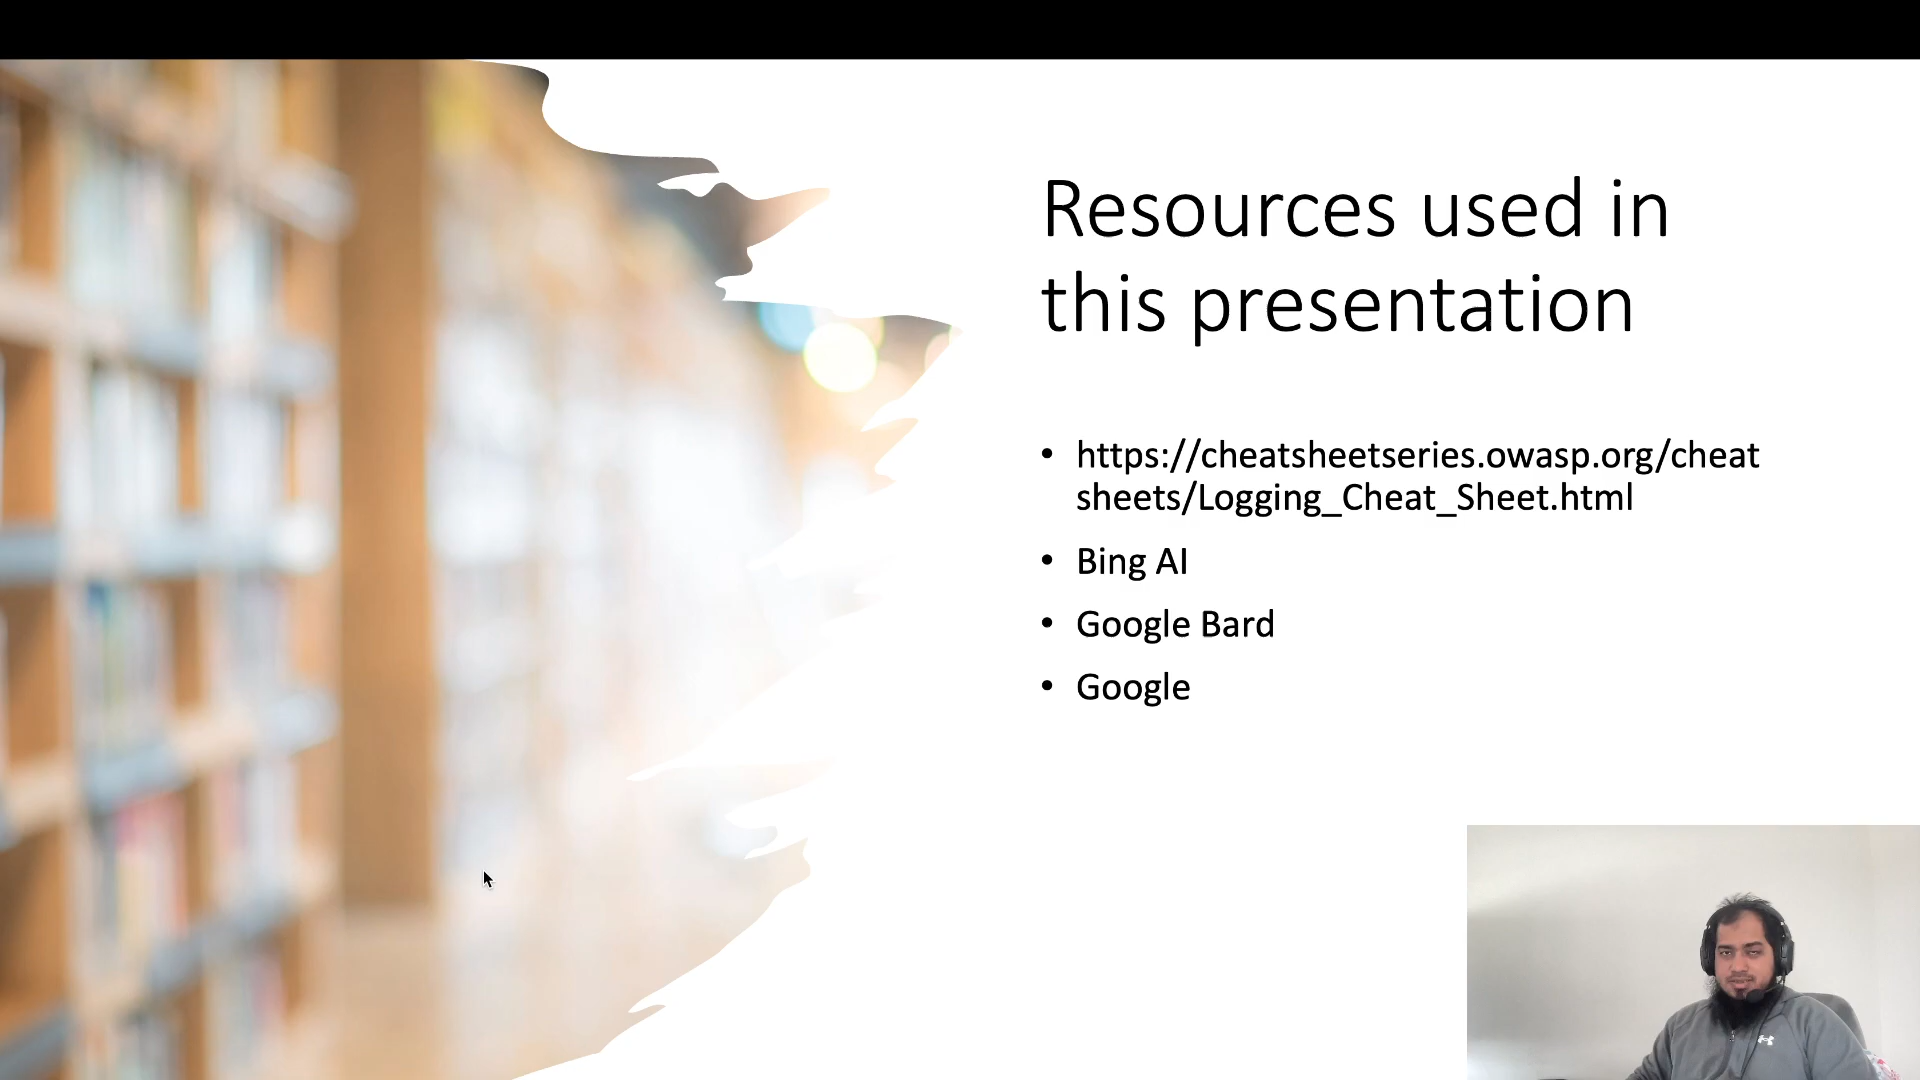 Resources used in
this presentation
• https://cheatsheetseries.owasp.org/cheat
sheets/Logging_Cheat_Sheet.html
• Bing AI
• Google Bard
• Google